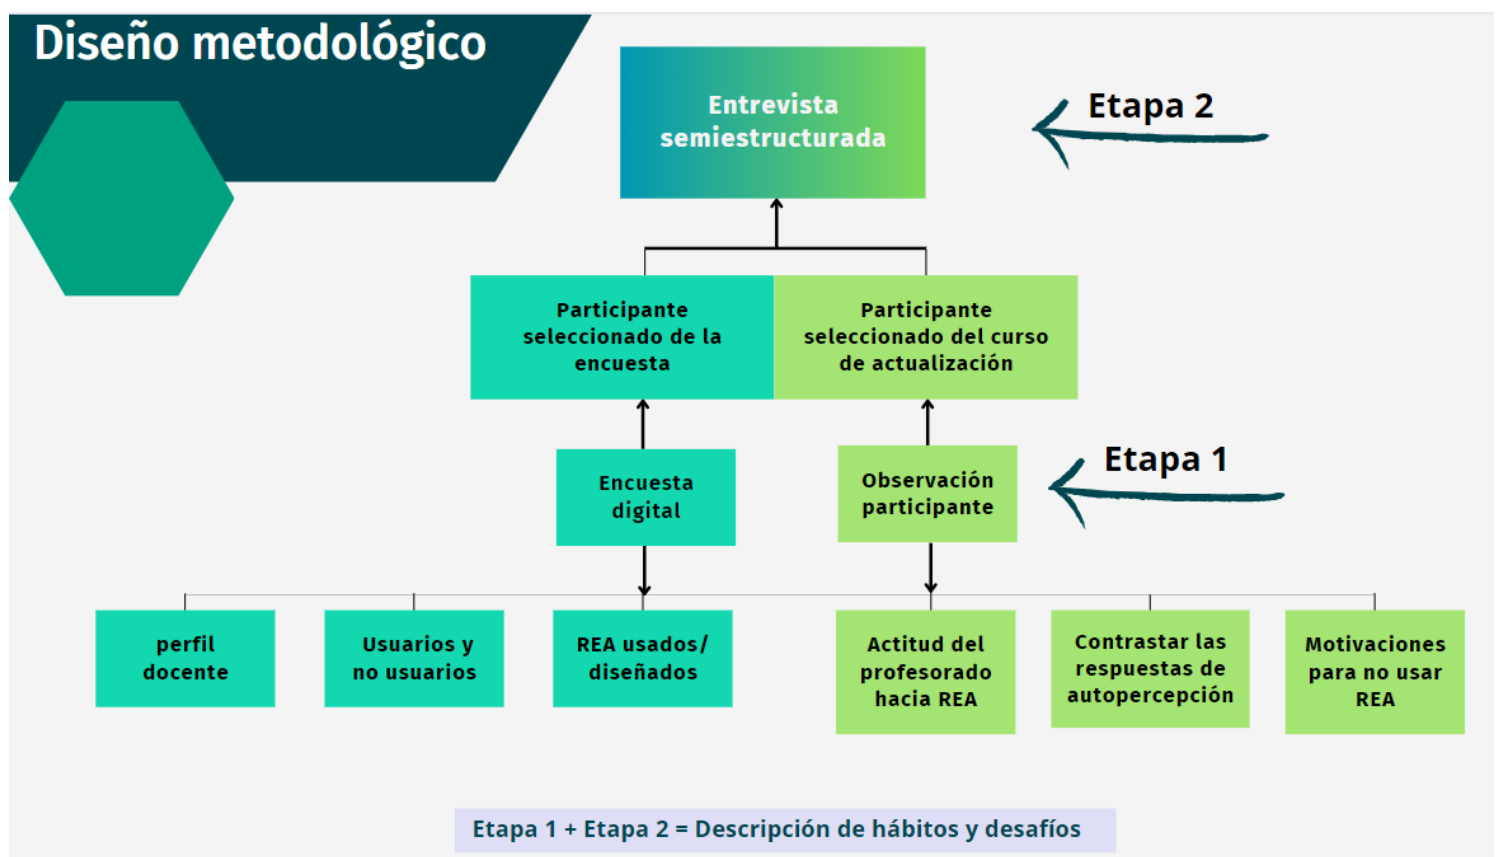 Diseño metodológico
Entrevista
semiestructurada
Etapa 2
Participante
seleccionado de la
encuesta
Participante
seleccionado del curso
de actualización
Encuesta
digital
Observación
participante
Etapa 1
perfil
docente
Usuarios y
no usuarios
REA usados/
diseñados
Actitud del
profesorado
hacia REA
Contrastar las
respuestas de
autopercepción
Motivaciones
para no usar
REA
Etapa 1 + Etapa 2 = Descripción de hábitos y desafíos